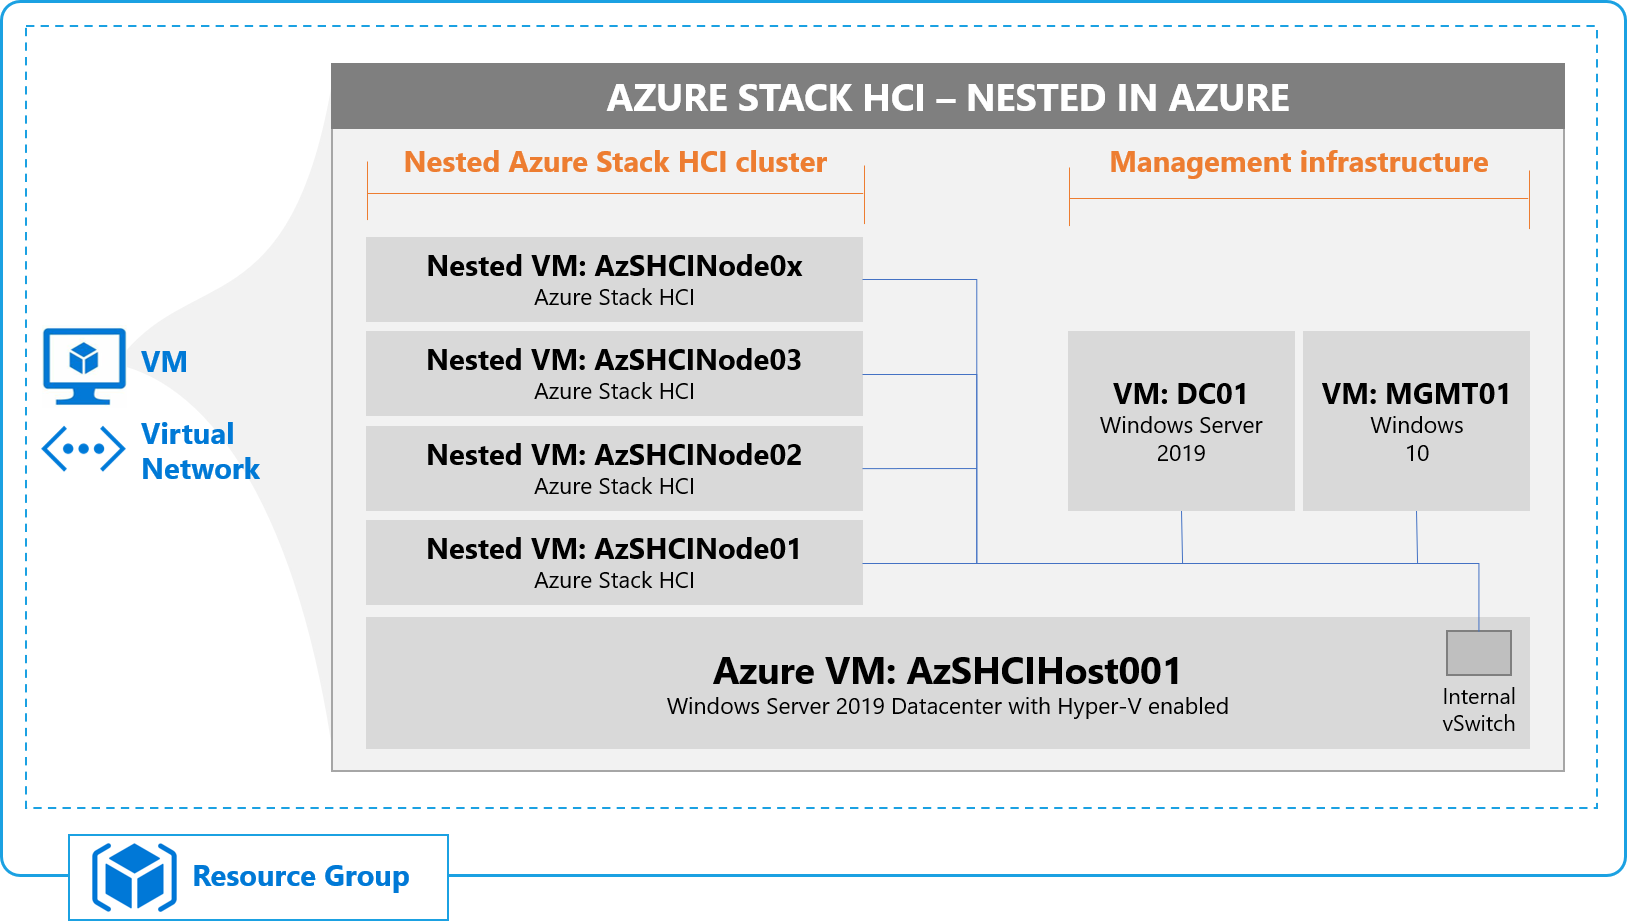 AZURE STACK HCI – NESTED IN AZURE
Nested Azure Stack HCI cluster
Management infrastructure
Nested VM: AzSHCINode0x
Azure Stack HCI
Nested VM: AzSHCINode03
Azure Stack HCI
Nested VM: AzSHCINode02
Azure Stack HCI
Nested VM: AzSHCINode01
Azure Stack HCI
VM: DC01
Windows Server
2019
VM: MGMT01
Windows
10
VM
Virtual
Network
Azure VM: AzSHCIHost001
Windows Server 2019 Datacenter with Hyper-V enabled
Internal
vSwitch
Resource Group